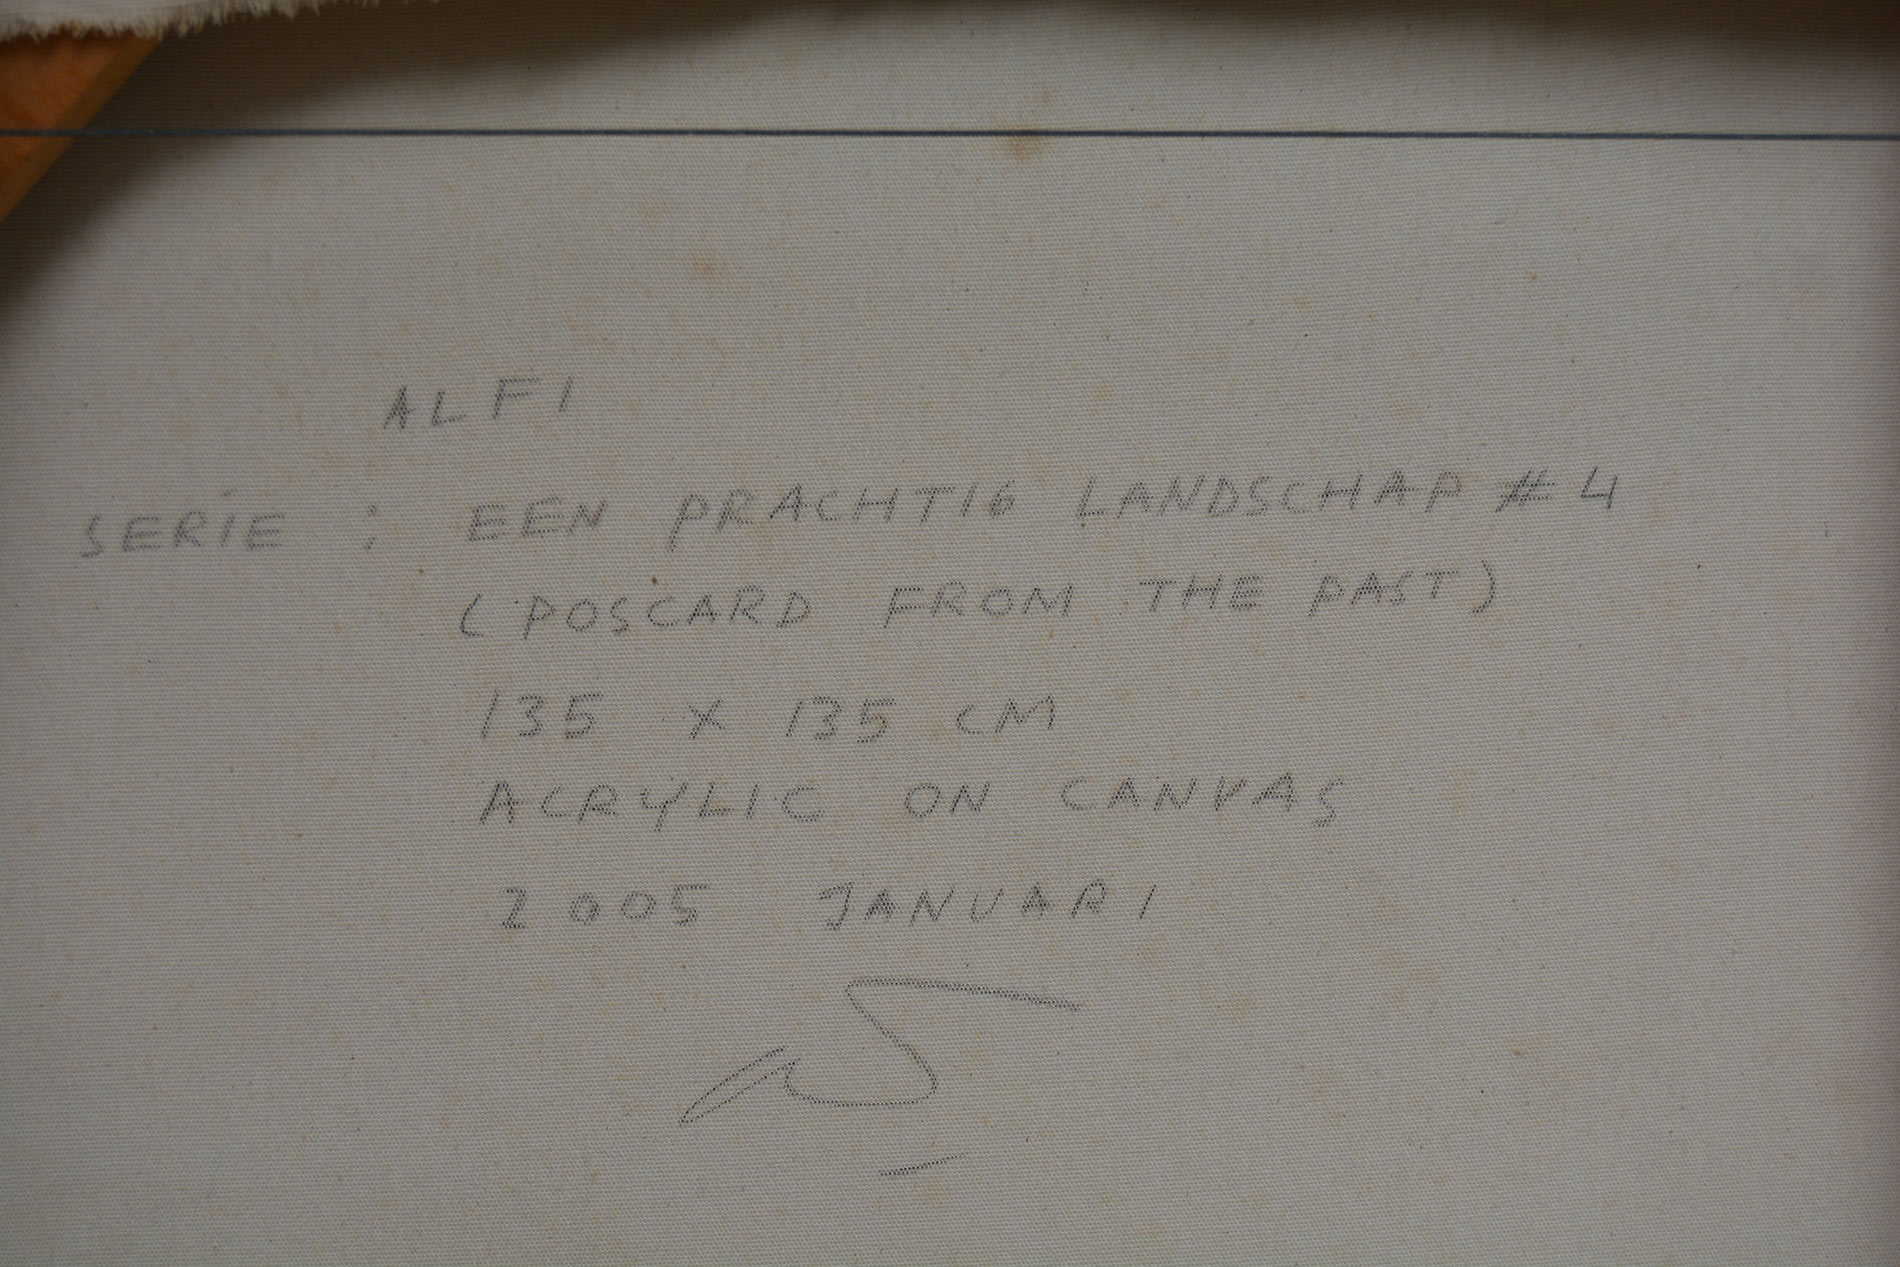 ALFI
SERIE : EEN PRACHTIG LANDSCHAP # 4
(POSCARD FROM THE PAST)
135 X 135 CM
ACRYLIC ON CANVAS
2005 JANUARI